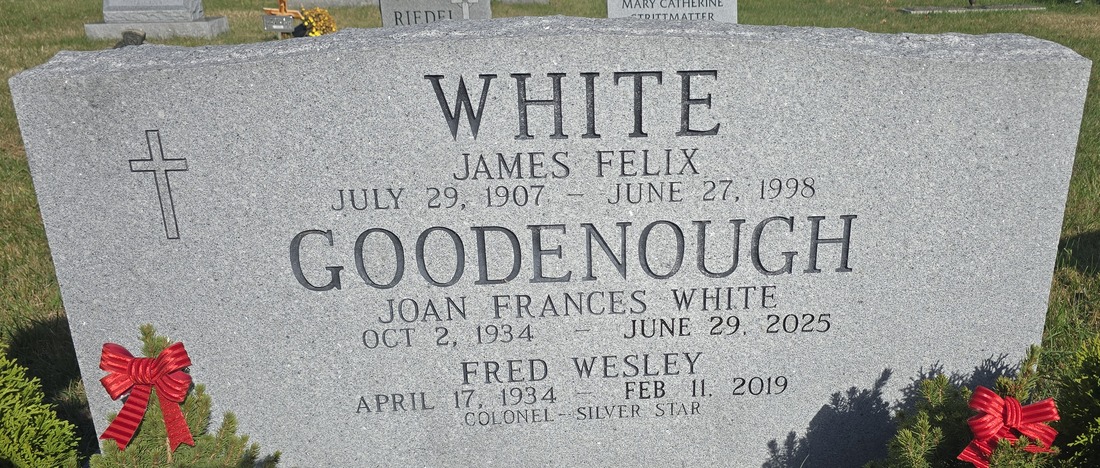 RIEDEL
MARY CATHERINE
STRITTMATTER
WHITE
JAMES FELIX
JULY 29, 1907 – JUNE 27, 1998
GOODENOUGH
JOAN FRANCES WHITE
OCT 2, 1934 – JUNE 29, 2025
FRED WESLEY
APRIL 17, 1934 – FEB 11, 2019
COLONEL – SILVER STAR